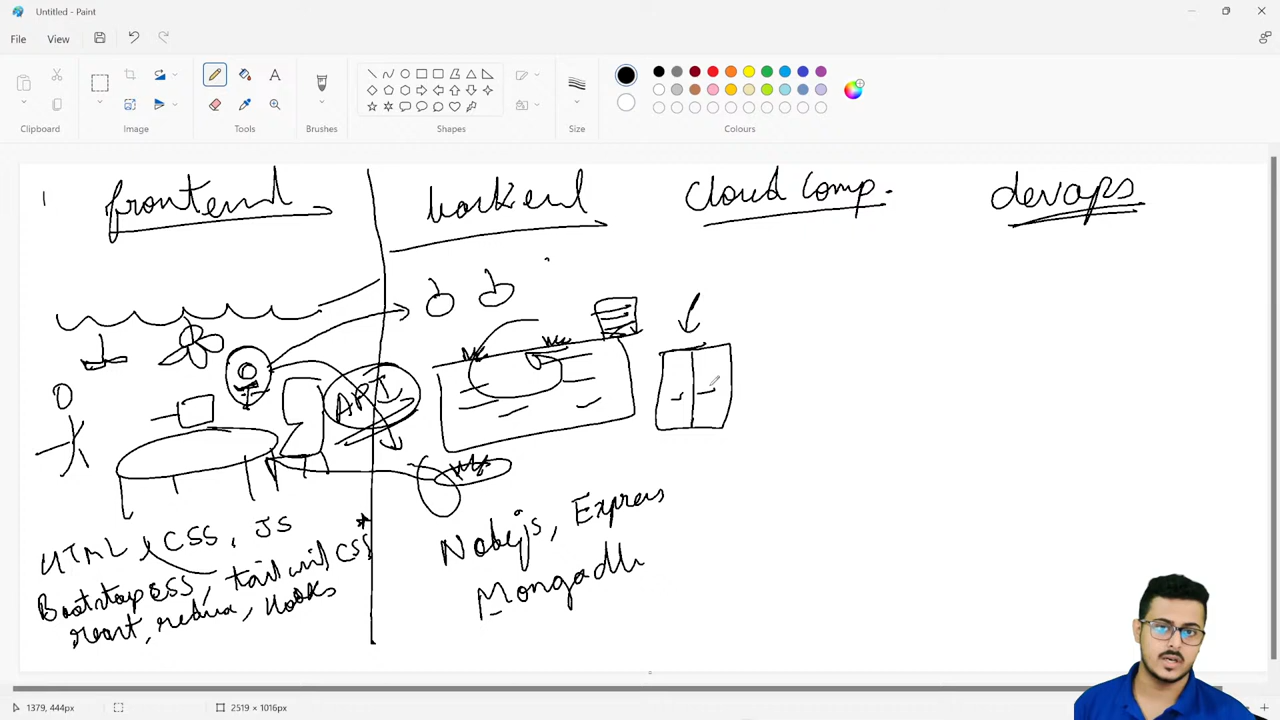 Untitled - Paint
File
View
Clipboard
Image
Tools
Brushes
Shapes
Size
Colours
frontend
backend
Cloud Comp.
devops
API
HTML & CSS, JS
Bootstrap CSS, tailwind CSS
react, redux, Hooks
Nodejs, Express
Mongodb
1379, 444px
2519 × 1016px